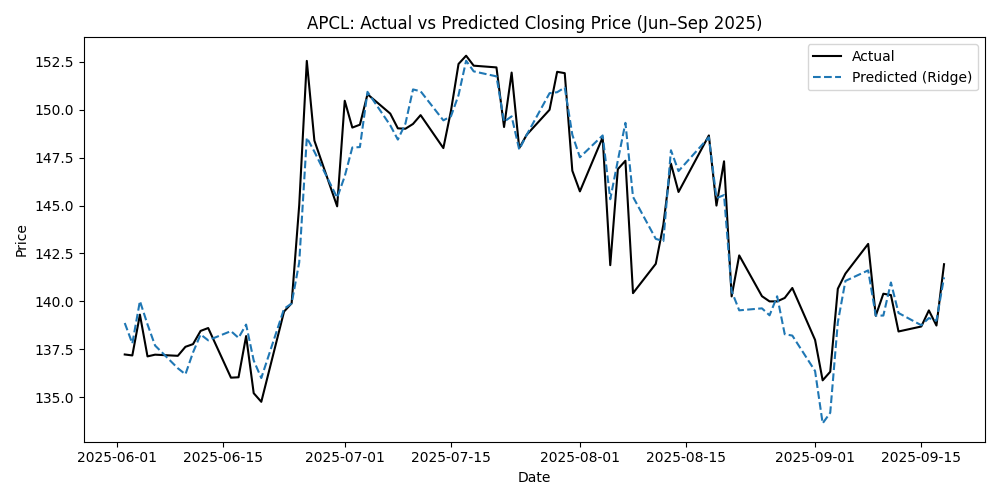 APCL: Actual vs Predicted Closing Price (Jun–Sep 2025)
Actual
Predicted (Ridge)
152.5
150.0
147.5
145.0
142.5
140.0
137.5
135.0
Price
2025-06-01 2025-06-15 2025-07-01 2025-07-15 2025-08-01 2025-08-15 2025-09-01 2025-09-15
Date